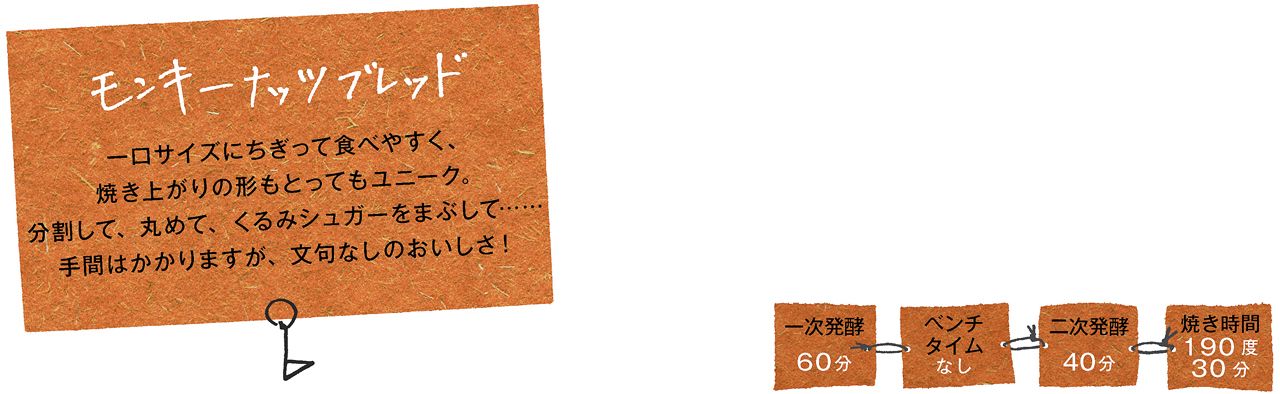 モンキーナッツブレッド
一口サイズにちぎって食べやすく、
焼き上がりの形もとってもユニーク。
分割して、丸めて、くるみシュガーをまぶして……
手間はかかりますが、文句なしのおいしさ！
一次発酵
60分
ベンチ
タイム
なし
二次発酵
40分
焼き時間
190度
30分